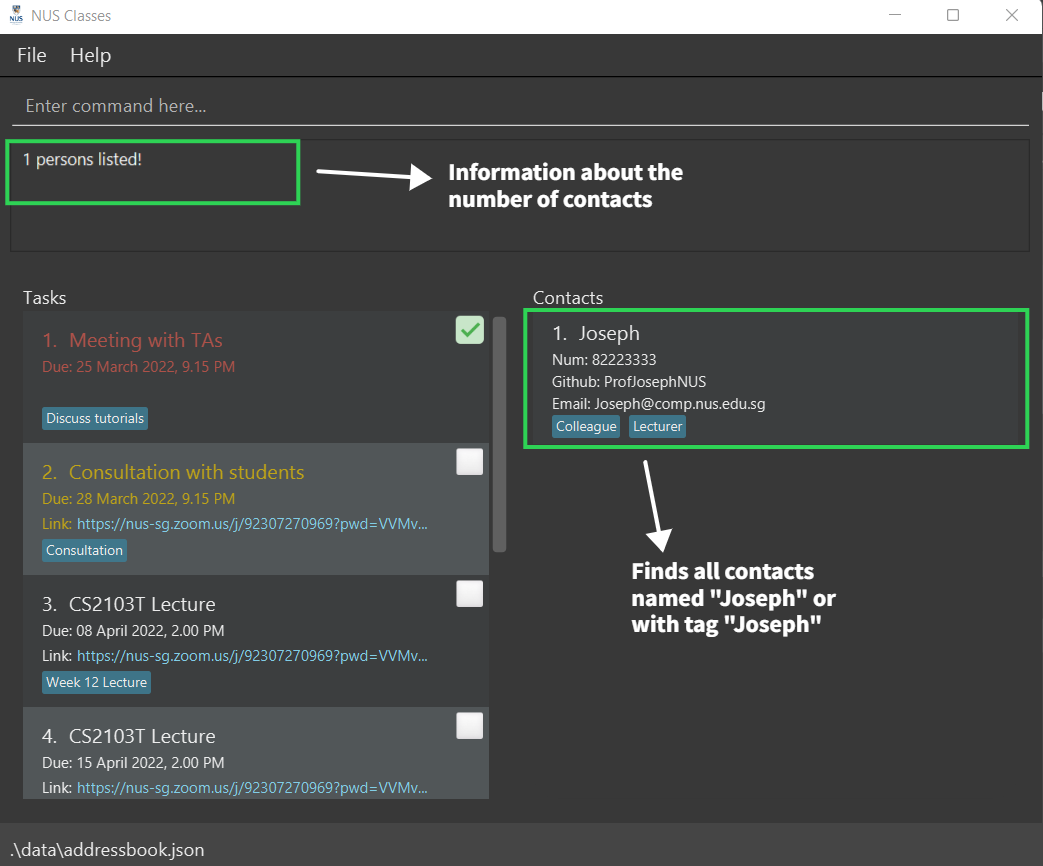 NUS Classes
File Help
Enter command here...
1 persons listed!
Information about the
number of contacts
Tasks
1. Meeting with TAs
Due: 25 March 2022, 9.15 PM
Discuss tutorials
2. Consultation with students
Due: 28 March 2022, 9.15 PM
Link: https://nus-sg.zoom.us/j/92307270969?pwd=VVMv...
Consultation
3. CS2103T Lecture
Due: 08 April 2022, 2.00 PM
Link: https://nus-sg.zoom.us/j/92307270969?pwd=VVMv...
Week 12 Lecture
4. CS2103T Lecture
Due: 15 April 2022, 2.00 PM
Link: https://nus-sg.zoom.us/j/92307270969?pwd=VVMv...
Contacts
1. Joseph
Num: 82223333
Github: ProfJosephNUS
Email: Joseph@comp.nus.edu.sg
Colleague Lecturer
Finds all contacts
named "Joseph" or
with tag "Joseph"
.\data\addressbook.json